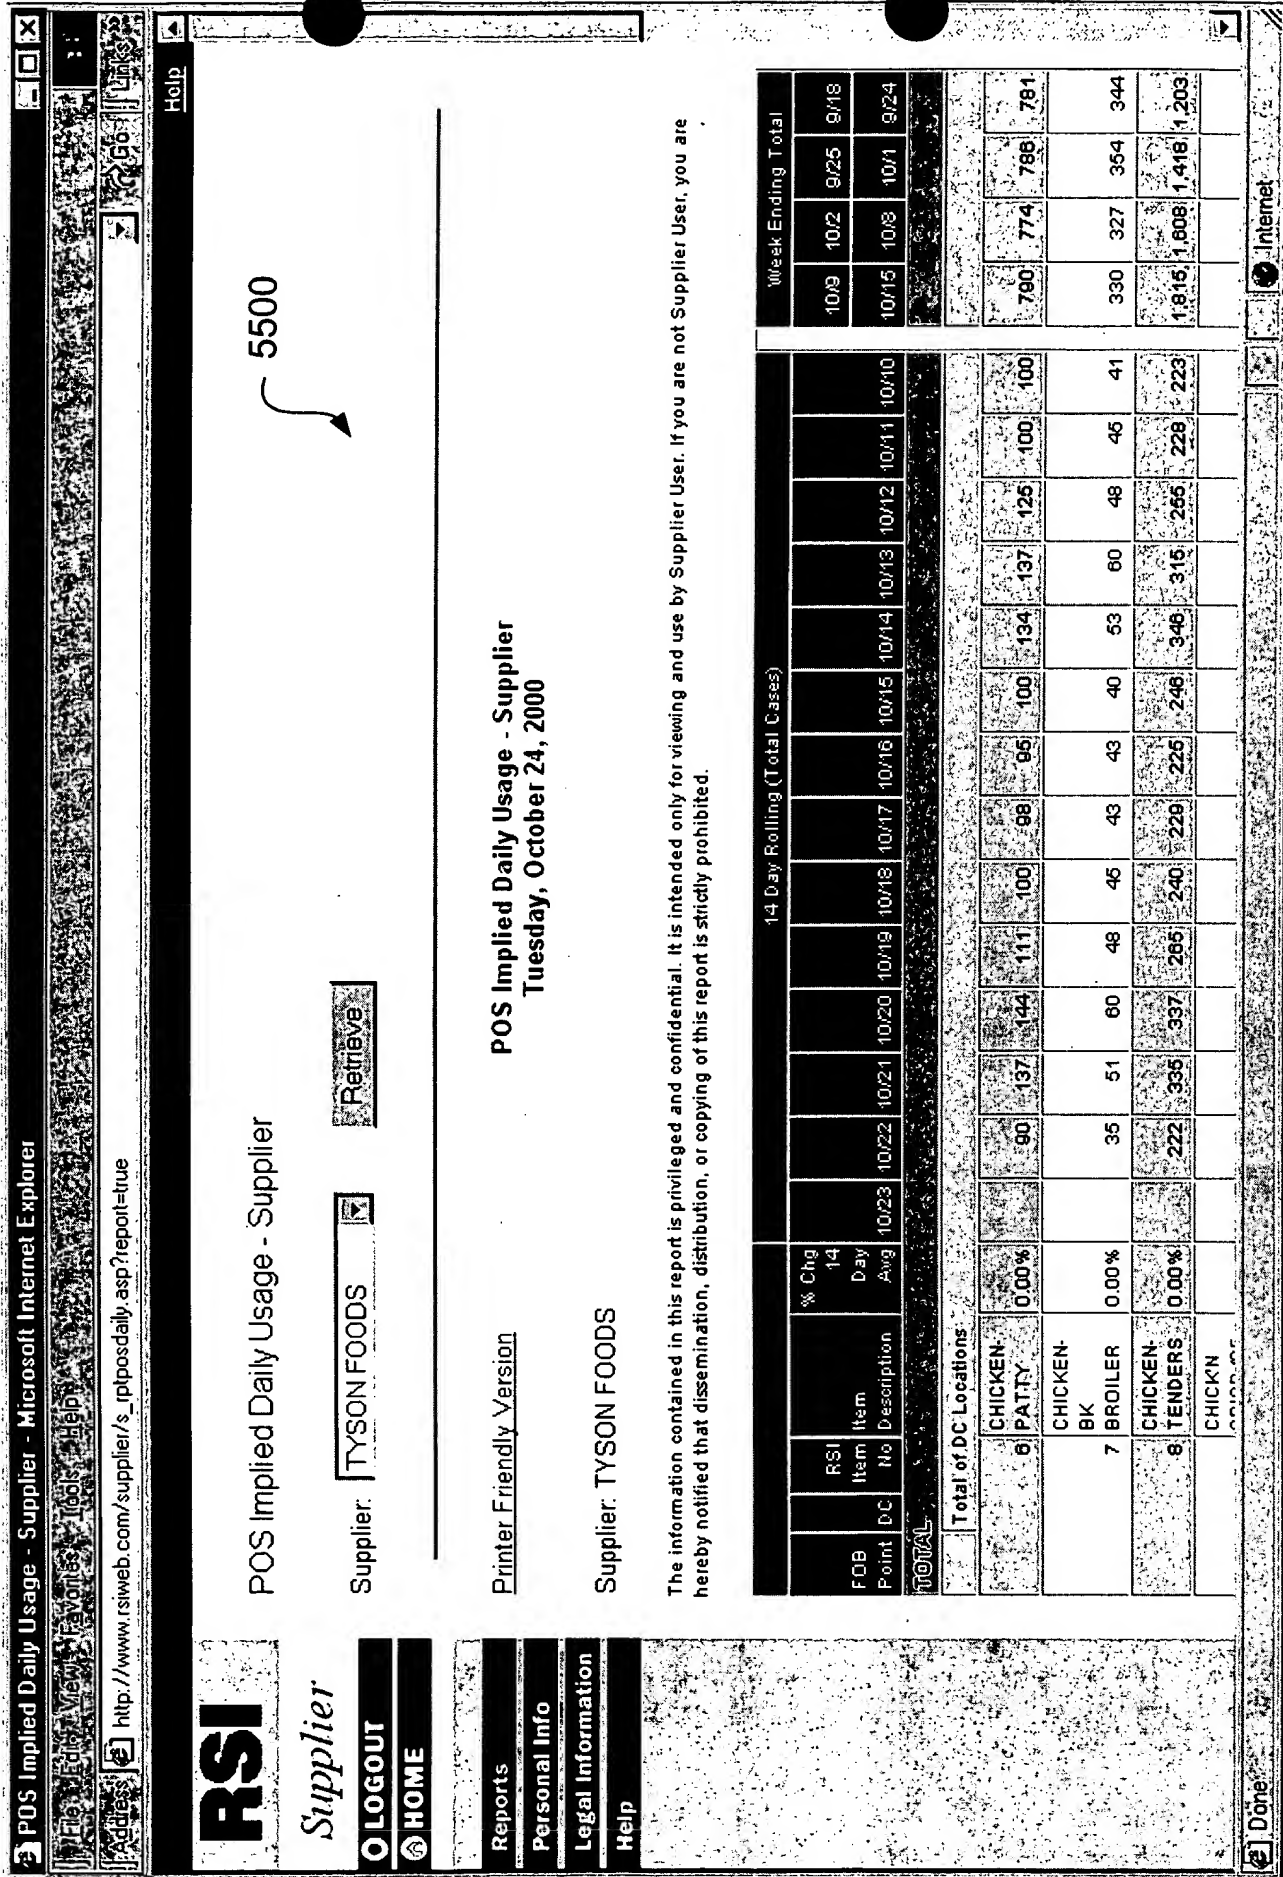 POS Implied Daily Usage - Supplier - Microsoft Internet Explorer
File Edit View Favorites Tools Help
Address http://www.rsiweb.com/supplier/s_rptposdaily.asp?report=true Go Links
Help
RSI
Supplier
LOGOUT
HOME
Reports
Personal Info
Legal Information
Help
POS Implied Daily Usage - Supplier
5500
Supplier: TYSON FOODS Retrieve
Printer Friendly Version
POS Implied Daily Usage - Supplier
Tuesday, October 24, 2000
Supplier: TYSON FOODS
The information contained in this report is privileged and confidential. It is intended only for viewing and use by Supplier User. If you are not Supplier User, you are
hereby notified that dissemination, distribution, or copying of this report is strictly prohibited.
14 Day Rolling (Total Cases) Week Ending Total
% Chg
RSI 14 10/9 10/2 9/25 9/18
FOB Item Item Day
Point DC No Description Avg 10/23 10/22 10/21 10/20 10/19 10/18 10/17 10/16 10/15 10/14 10/13 10/12 10/11 10/10 10/15 10/8 10/1 9/24
TOTAL
Total of DC Locations
CHICKEN-
6 PATTY 0.00% 90 137 144 111 100 98 95 100 134 137 125 100 100 790 774 786 781
CHICKEN-
BK
7 BROILER 0.00% 35 51 60 48 45 43 43 40 53 60 48 45 41 330 327 354 344
CHICKEN-
8 TENDERS 0.00% 222 335 337 265 240 229 225 246 346 315 255 228 223 1,815 1,608 1,418 1,203
CHICKN
Done Internet